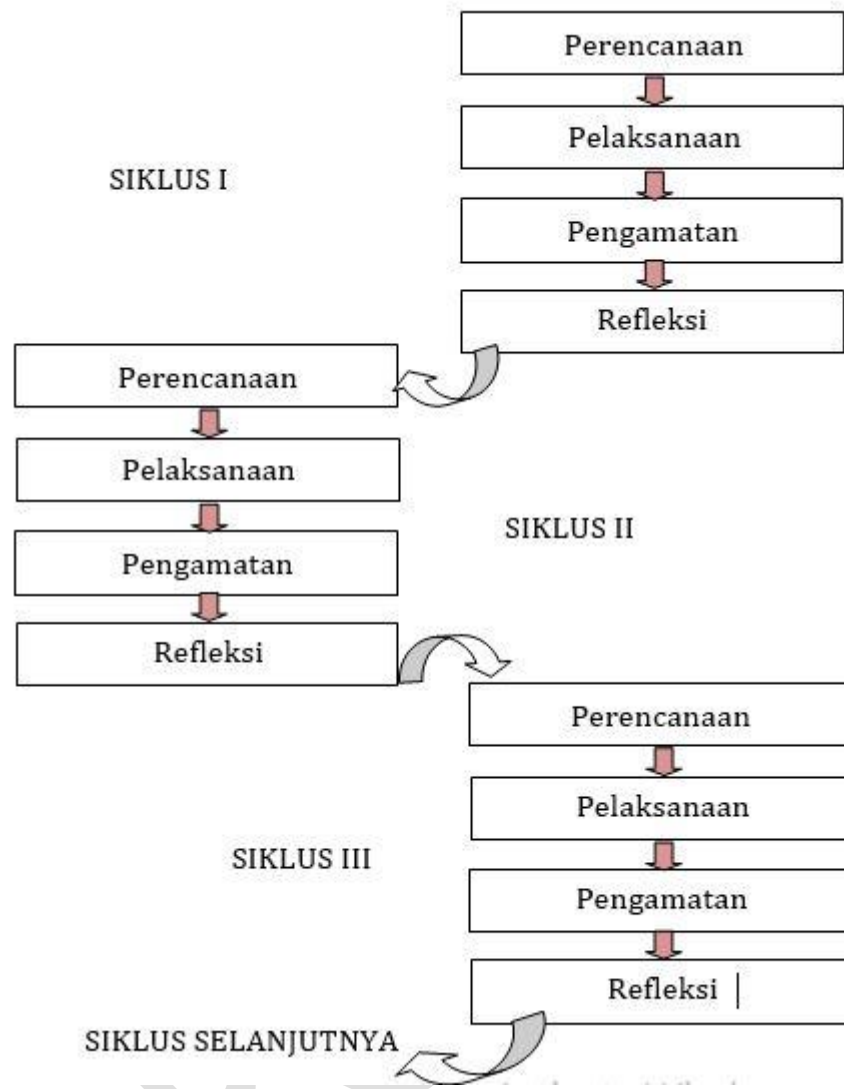 Perencanaan
Pelaksanaan
SIKLUS I
Pengamatan
Refleksi
Perencanaan
Pelaksanaan
SIKLUS II
Pengamatan
Refleksi
Perencanaan
Pelaksanaan
SIKLUS III
Pengamatan
Refleksi
SIKLUS SELANJUTNYA